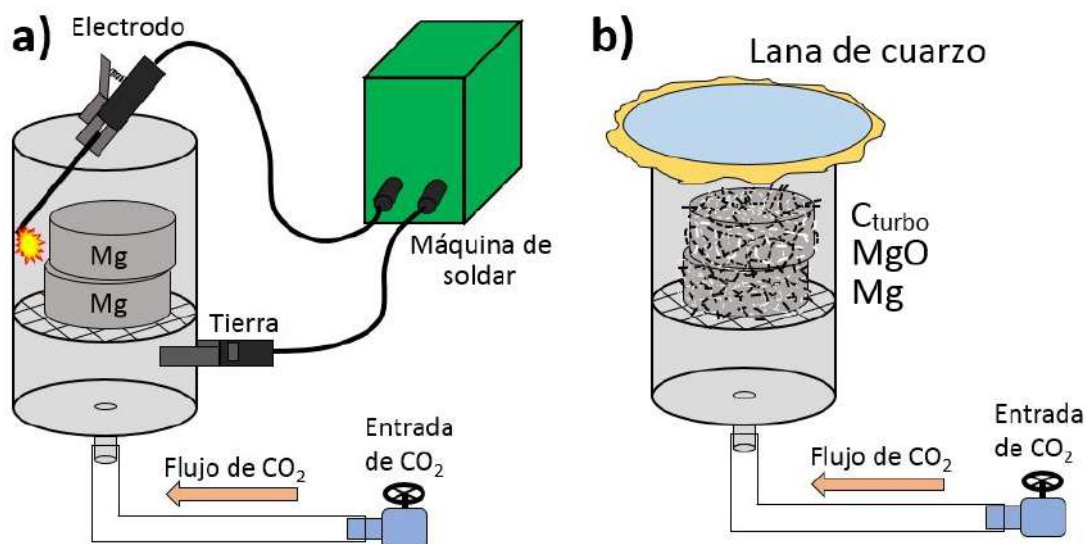 a)
Electrodo
Mg
Mg
Máquina de
soldar
Tierra
Entrada
de CO₂
Flujo de CO₂
b)
Lana de cuarzo
C_turbo
MgO
Mg
Entrada
de CO₂
Flujo de CO₂